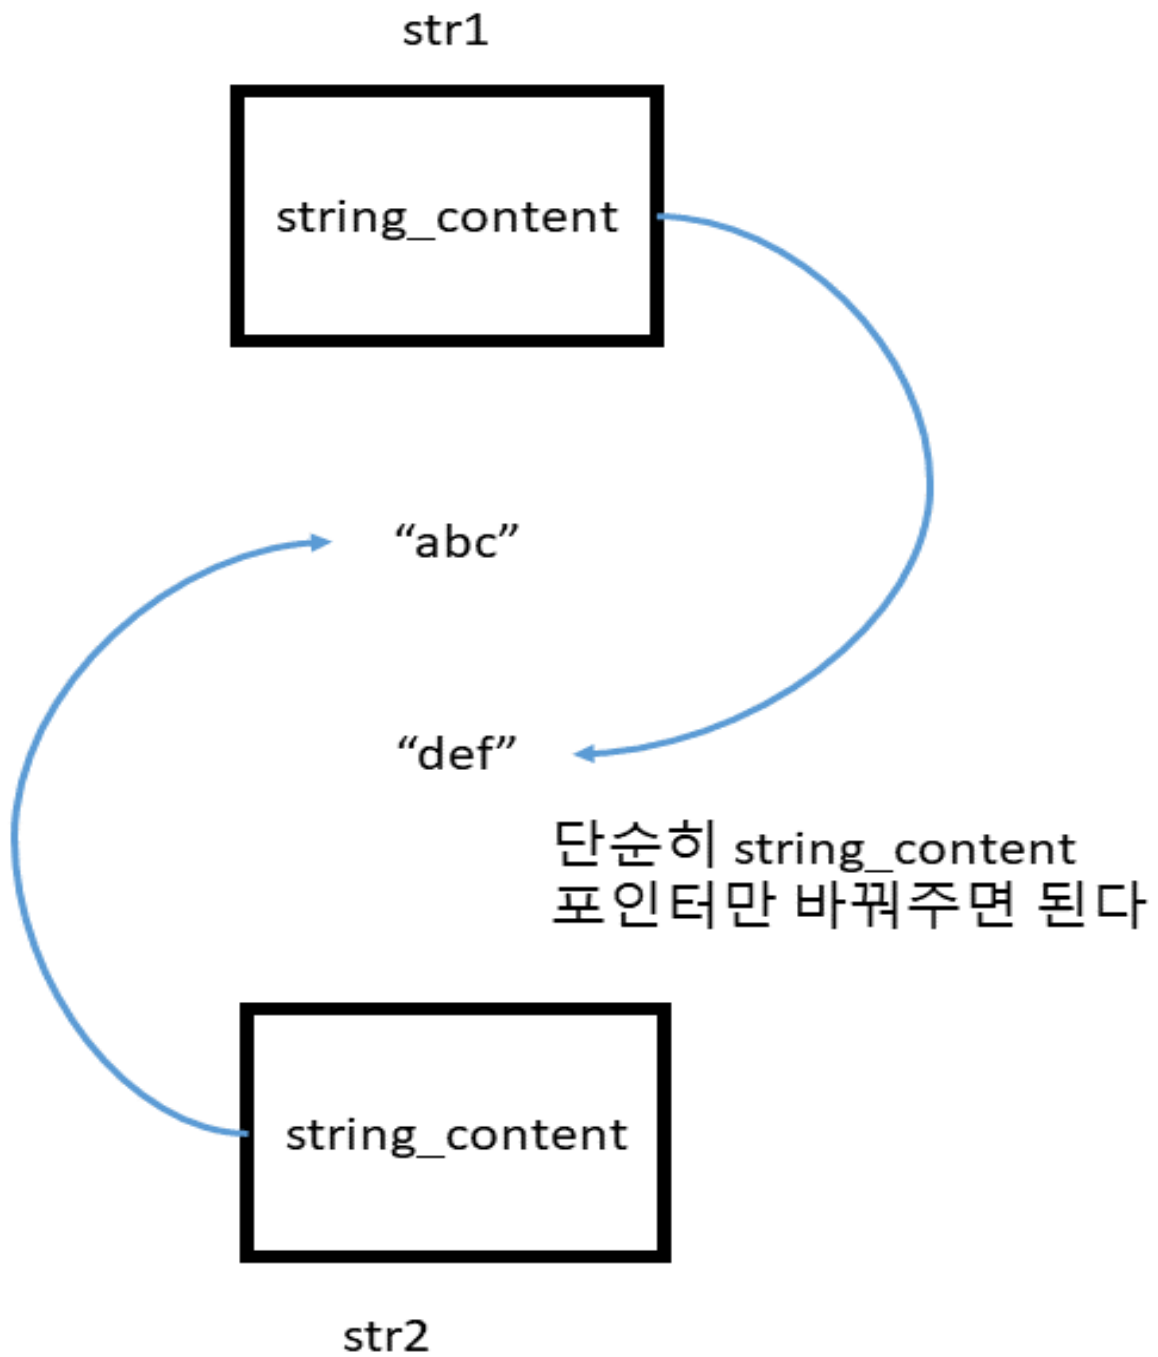 str1
string_content
“abc”
“def”
단순히 string_content
포인터만 바꿔주면 된다
string_content
str2